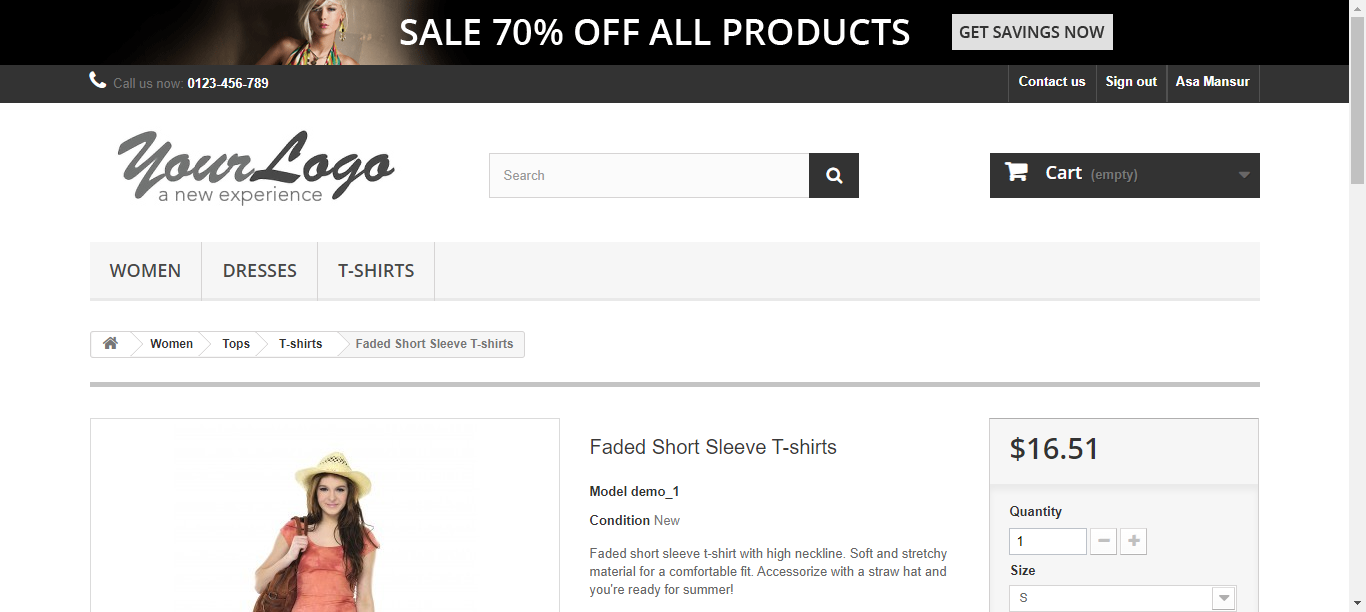 SALE 70% OFF ALL PRODUCTS GET SAVINGS NOW
Call us now: 0123-456-789 Contact us Sign out Asa Mansur
YourLogo
a new experience
Search
Cart (empty)
WOMEN DRESSES T-SHIRTS
Women Tops T-shirts Faded Short Sleeve T-shirts
Faded Short Sleeve T-shirts
Model demo_1
Condition New
Faded short sleeve t-shirt with high neckline. Soft and stretchy
material for a comfortable fit. Accessorize with a straw hat and
you're ready for summer!
$16.51
Quantity
1
Size
S